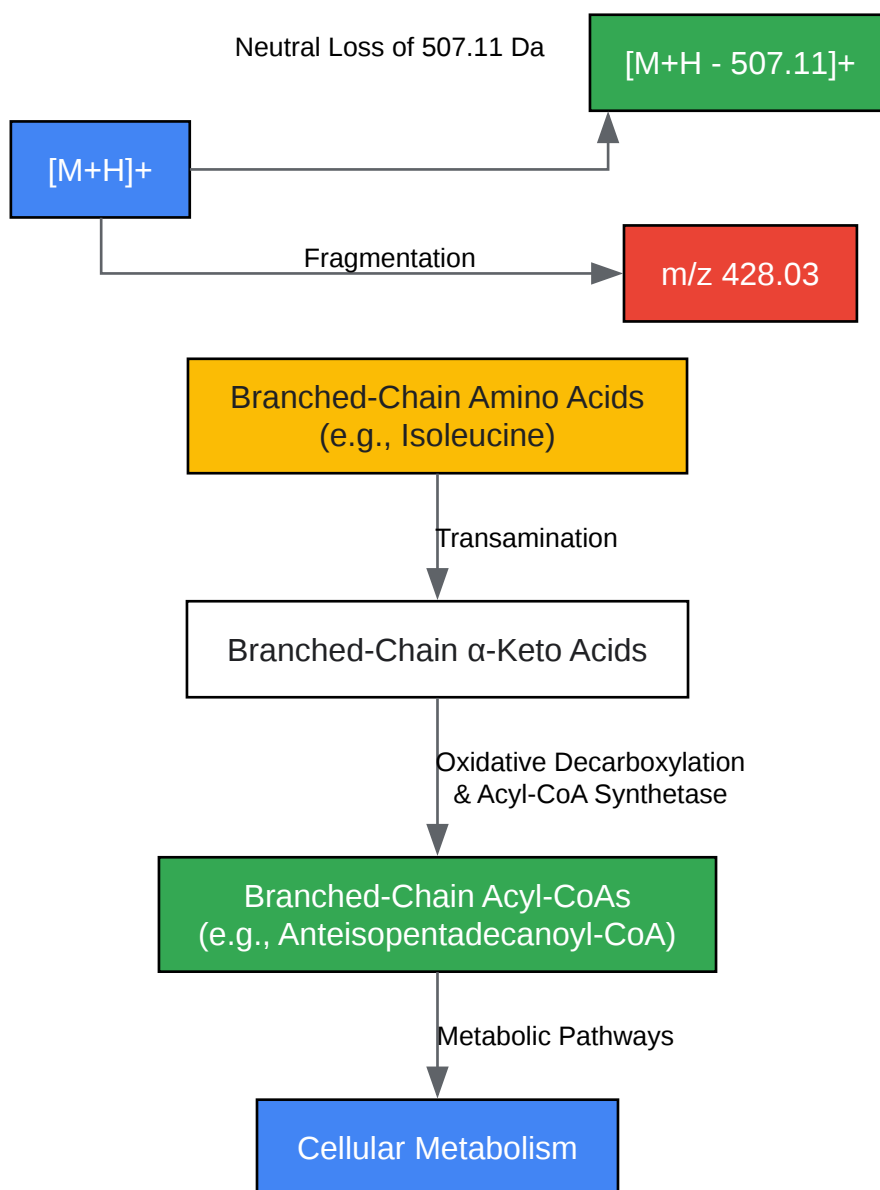 Neutral Loss of 507.11 Da
[M+H - 507.11]+
[M+H]+
Fragmentation
m/z 428.03
Branched-Chain Amino Acids
(e.g., Isoleucine)
Transamination
Branched-Chain α-Keto Acids
Oxidative Decarboxylation
& Acyl-CoA Synthetase
Branched-Chain Acyl-CoAs
(e.g., Anteisopentadecanoyl-CoA)
Metabolic Pathways
Cellular Metabolism